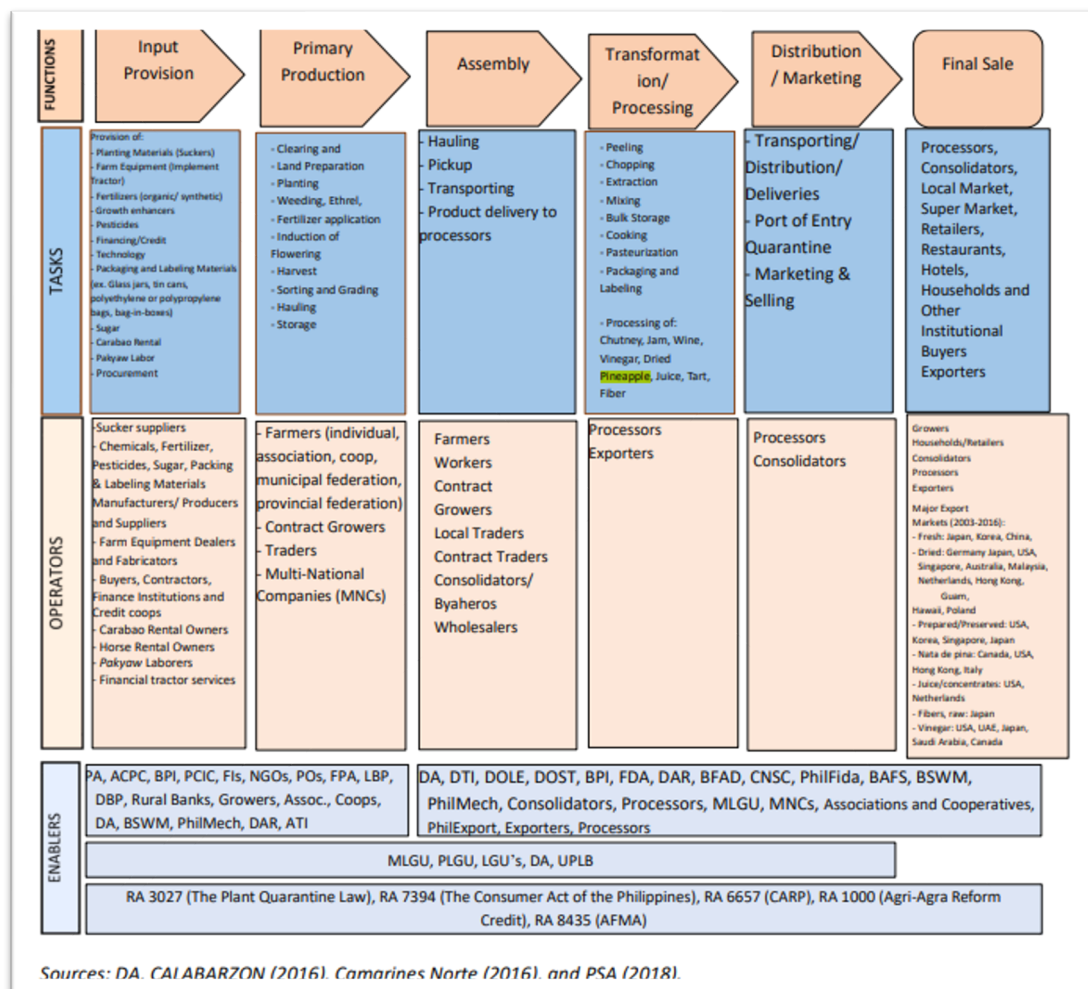 FUNCTIONS
Input
Provision
Primary
Production
Assembly
Transformat
ion/
Processing
Distribution
/ Marketing
Final Sale
TASKS
Provision of:
- Planting Materials (Suckers)
- Farm Equipment (Implement
Tractor)
- Fertilizers (organic/ synthetic)
- Growth enhancers
- Pesticides
- Financing/Credit
- Technology
- Packaging and Labeling Materials
(ex. Glass jars, tin cans,
polyethylene or polypropylene
bags, bag-in-boxes)
- Sugar
- Carabao Rental
- Pakyaw Labor
- Procurement
- Clearing and
- Land Preparation
- Planting
- Weeding, Ethrel,
- Fertilizer application
- Induction of
Flowering
- Harvest
- Sorting and Grading
- Hauling
- Storage
- Hauling
- Pickup
- Transporting
- Product delivery to
processors
- Peeling
- Chopping
- Extraction
- Mixing
- Bulk Storage
- Cooking
- Pasteurization
- Packaging and
Labeling
- Processing of:
Chutney, Jam, Wine,
Vinegar, Dried
Pineapple, Juice, Tart,
Fiber
- Transporting/
Distribution/
Deliveries
- Port of Entry
Quarantine
- Marketing &
Selling
Processors,
Consolidators,
Local Market,
Super Market,
Retailers,
Restaurants,
Hotels,
Households and
Other
Institutional
Buyers
Exporters
OPERATORS
-Sucker suppliers
- Chemicals, Fertilizer,
Pesticides, Sugar, Packing
& Labeling Materials
Manufacturers/ Producers
and Suppliers
- Farm Equipment Dealers
and Fabricators
- Buyers, Contractors,
Finance Institutions and
Credit coops
- Carabao Rental Owners
- Horse Rental Owners
- Pakyaw Laborers
- Financial tractor services
- Farmers (individual,
association, coop,
municipal federation,
provincial federation)
- Contract Growers
- Traders
- Multi-National
Companies (MNCs)
Farmers
Workers
Contract
Growers
Local Traders
Contract Traders
Consolidators/
Byaheros
Wholesalers
Processors
Exporters
Processors
Consolidators
Growers
Households/Retailers
Consolidators
Processors
Exporters
Major Export
Markets (2003-2016):
- Fresh: Japan, Korea, China,
- Dried: Germany Japan, USA,
Singapore, Australia, Malaysia,
Netherlands, Hong Kong,
Guam,
Hawaii, Poland
- Prepared/Preserved: USA,
Korea, Singapore, Japan
- Nata de pina: Canada, USA,
Hong Kong, Italy
- Juice/concentrates: USA,
Netherlands
- Fibers, raw: Japan
- Vinegar: USA, UAE, Japan,
Saudi Arabia, Canada
ENABLERS
PA, ACPC, BPI, PCIC, FIs, NGOs, POs, FPA, LBP,
DBP, Rural Banks, Growers, Assoc., Coops,
DA, BSWM, PhilMech, DAR, ATI
DA, DTI, DOLE, DOST, BPI, FDA, DAR, BFAD, CNSC, PhilFida, BAFS, BSWM,
PhilMech, Consolidators, Processors, MLGU, MNCs, Associations and Cooperatives,
PhilExport, Exporters, Processors
MLGU, PLGU, LGU's, DA, UPLB
RA 3027 (The Plant Quarantine Law), RA 7394 (The Consumer Act of the Philippines), RA 6657 (CARP), RA 1000 (Agri-Agra Reform
Credit), RA 8435 (AFMA)
Sources: DA, CALABARZON (2016), Camarines Norte (2016), and PSA (2018).